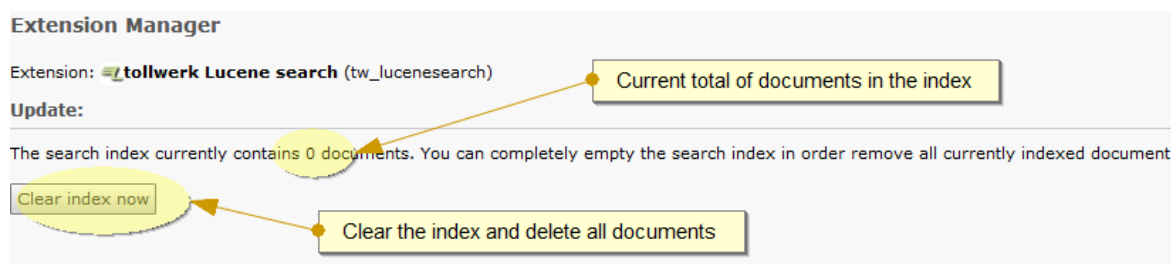 Extension Manager
Extension: tollwerk Lucene search (tw_lucenesearch)
Current total of documents in the index
Update:
The search index currently contains 0 documents. You can completely empty the search index in order remove all currently indexed document
Clear index now
Clear the index and delete all documents